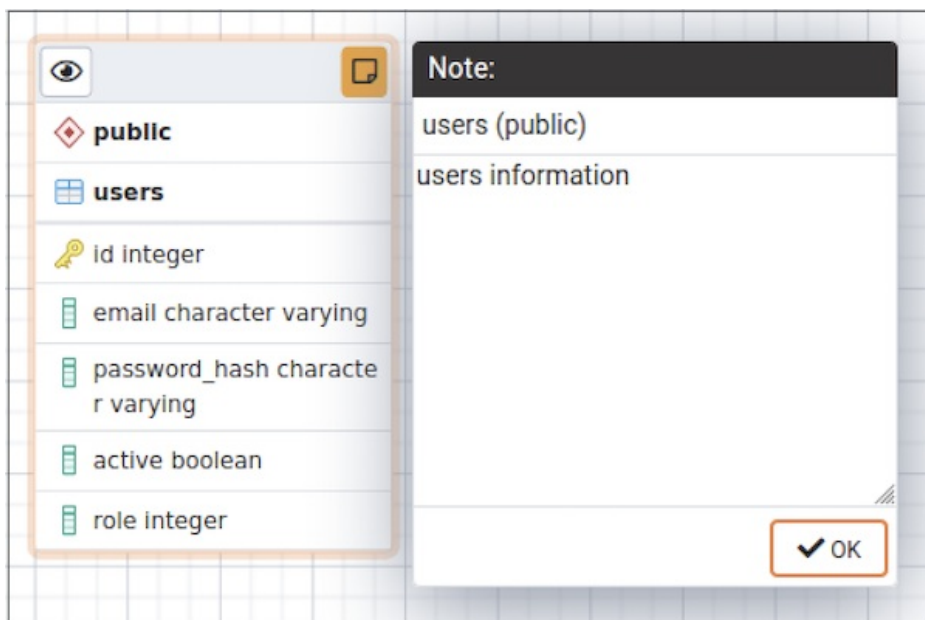 public
users
id integer
email character varying
password_hash characte
r varying
active boolean
role integer
Note:
users (public)
users information
OK